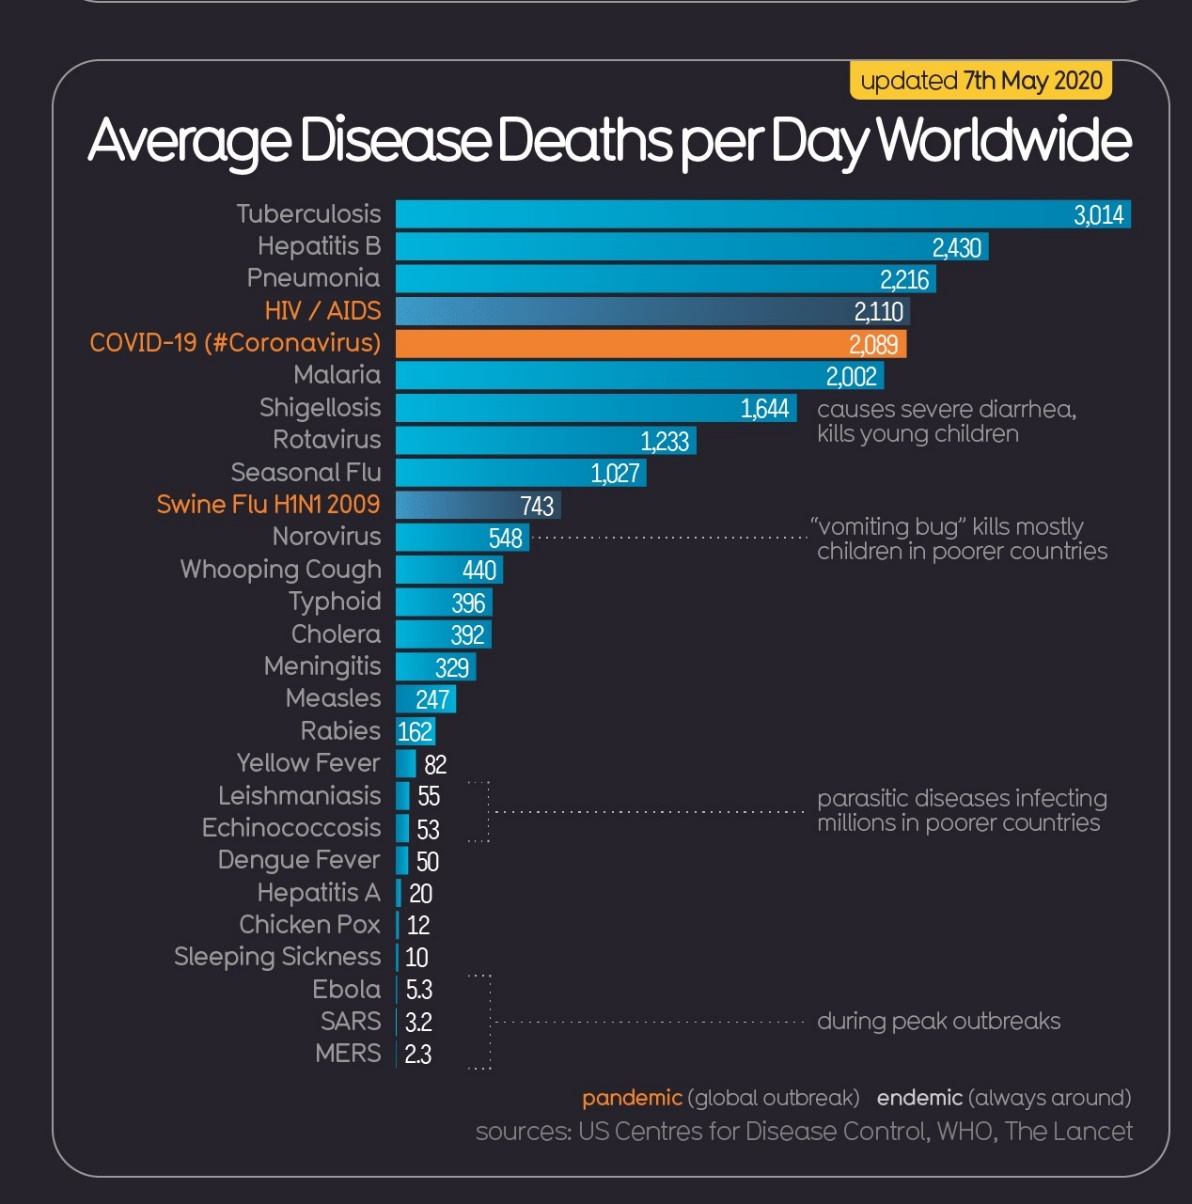 updated 7th May 2020
Average Disease Deaths per Day Worldwide
Tuberculosis 3,014
Hepatitis B 2,430
Pneumonia 2,216
HIV / AIDS 2,110
COVID-19 (#Coronavirus) 2,089
Malaria 2,002
Shigellosis 1,644 causes severe diarrhea,
kills young children
Rotavirus 1,233
Seasonal Flu 1,027
Swine Flu H1N1 2009 743
Norovirus 548 "vomiting bug" kills mostly
children in poorer countries
Whooping Cough 440
Typhoid 396
Cholera 392
Meningitis 329
Measles 247
Rabies 162
Yellow Fever 82
Leishmaniasis 55 parasitic diseases infecting
Echinococcosis 53 millions in poorer countries
Dengue Fever 50
Hepatitis A 20
Chicken Pox 12
Sleeping Sickness 10
Ebola 5.3
SARS 3.2 during peak outbreaks
MERS 2.3
pandemic (global outbreak) endemic (always around)
sources: US Centres for Disease Control, WHO, The Lancet